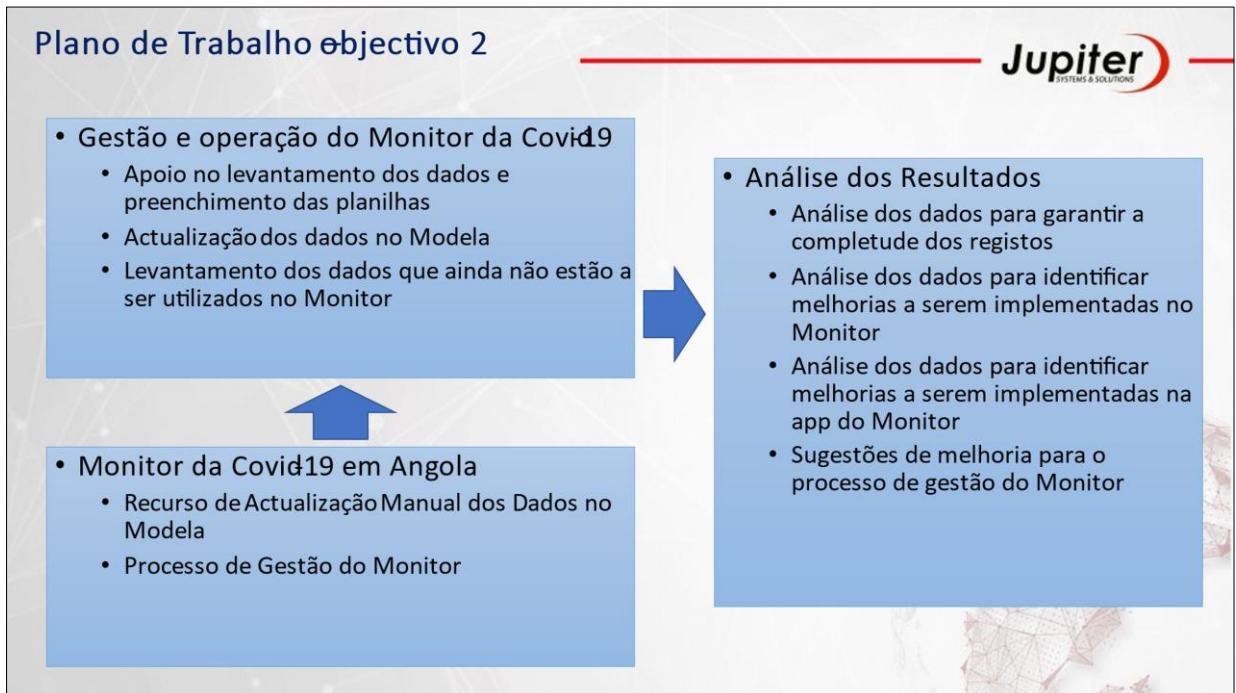 Plano de Trabalho – objectivo 2
Jupiter
SYSTEMS & SOLUTIONS
• Gestão e operação do Monitor da Covid-19
• Apoio no levantamento dos dados e
preenchimento das planilhas
• Actualização dos dados no Modela
• Levantamento dos dados que ainda não estão a
ser utilizados no Monitor
• Monitor da Covid-19 em Angola
• Recurso de Actualização Manual dos Dados no
Modela
• Processo de Gestão do Monitor
• Análise dos Resultados
• Análise dos dados para garantir a
completude dos registos
• Análise dos dados para identificar
melhorias a serem implementadas no
Monitor
• Análise dos dados para identificar
melhorias a serem implementadas na
app do Monitor
• Sugestões de melhoria para o
processo de gestão do Monitor